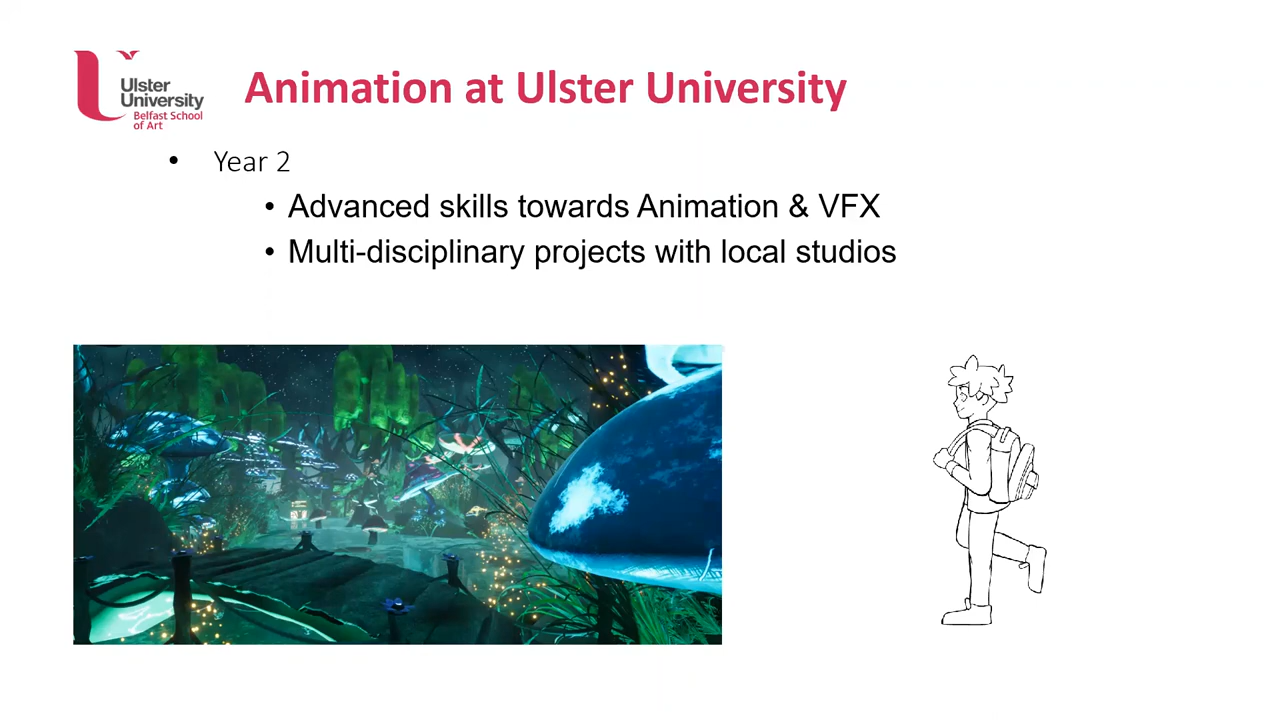 Ulster
University
Belfast School
of Art
Animation at Ulster University
• Year 2
• Advanced skills towards Animation & VFX
• Multi-disciplinary projects with local studios